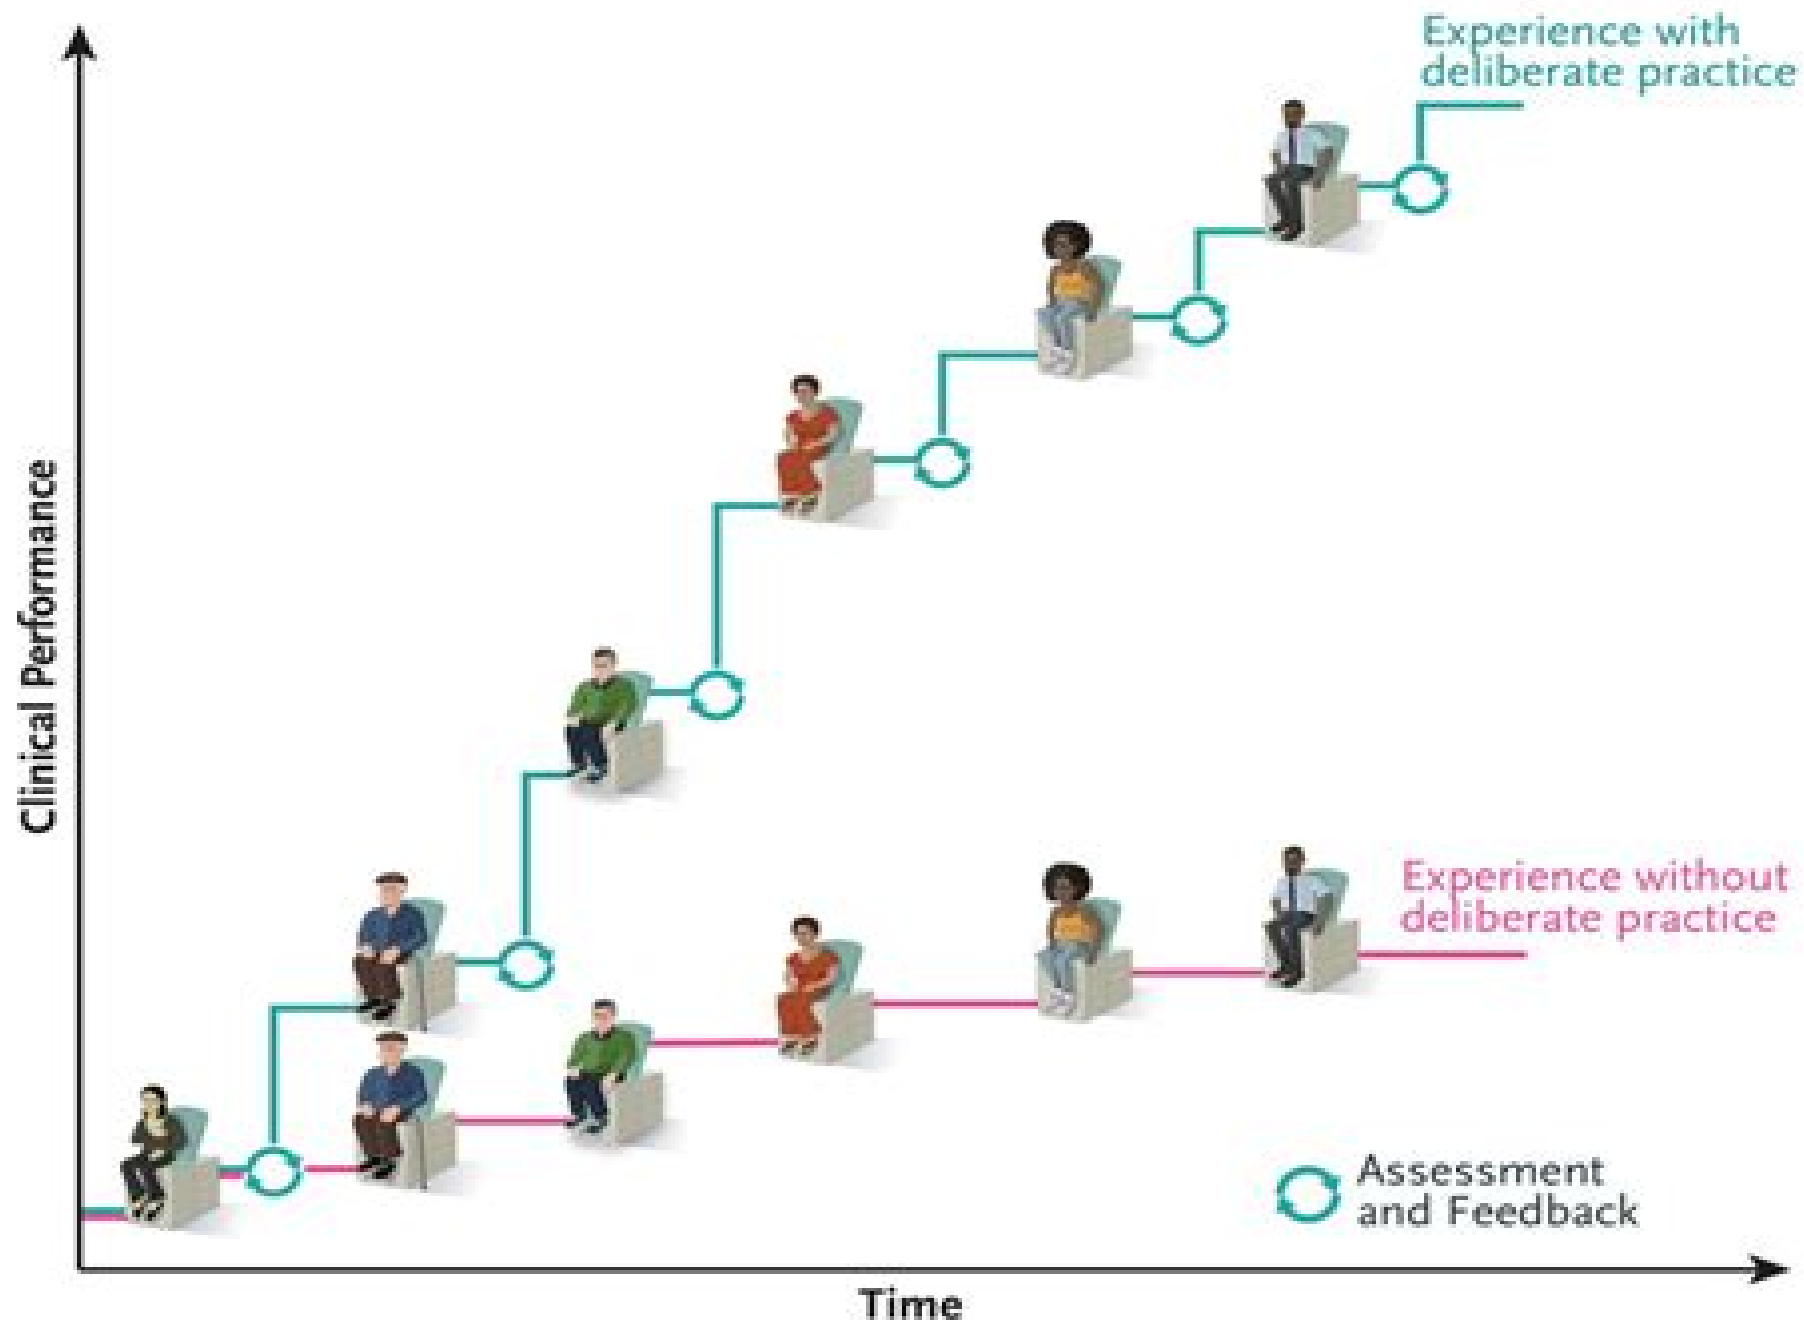 Experience with
deliberate practice
Clinical Performance
Experience without
deliberate practice
Assessment
and Feedback
Time